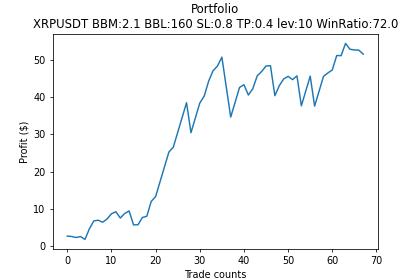 Portfolio
XRPUSDT BBM:2.1 BBL:160 SL:0.8 TP:0.4 lev:10 WinRatio:72.0
50
40
30
20
10
0
Profit ($)
0 10 20 30 40 50 60 70
Trade counts